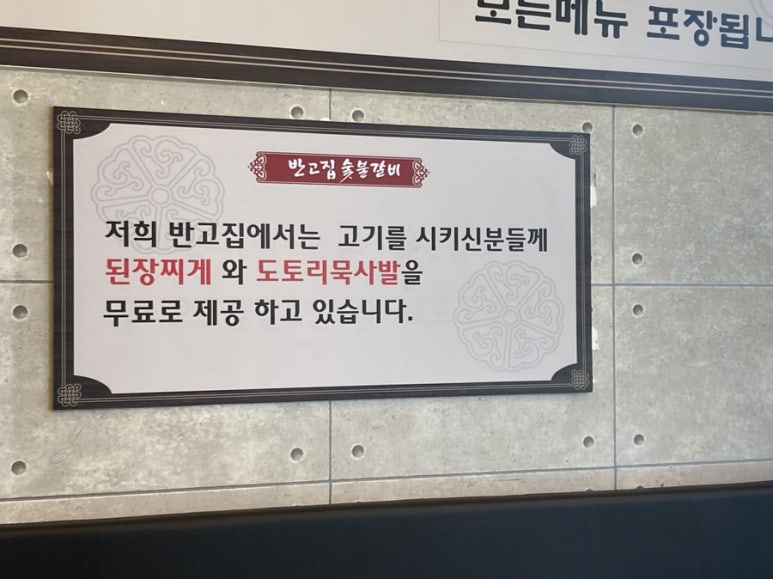 모든메뉴 포장됩니
반고집숯불갈비
저희 반고집에서는 고기를 시키신분들께
된장찌게 와 도토리묵사발을
무료로 제공 하고 있습니다.